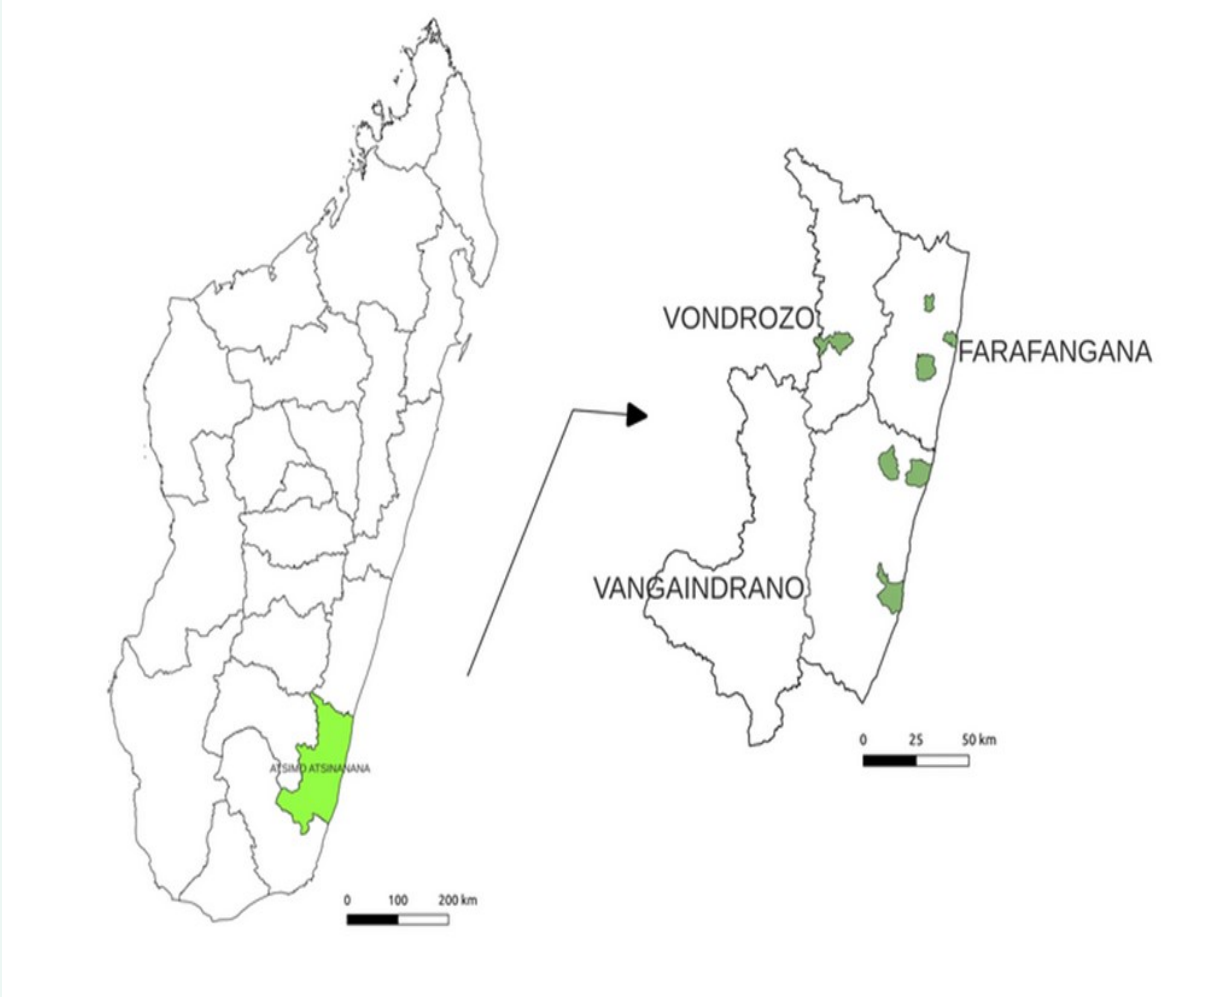 VONDROZO
FARAFANGANA
VANGAINDRANO
0 25 50 km
ATSIMO ATSINANANA
0 100 200 km